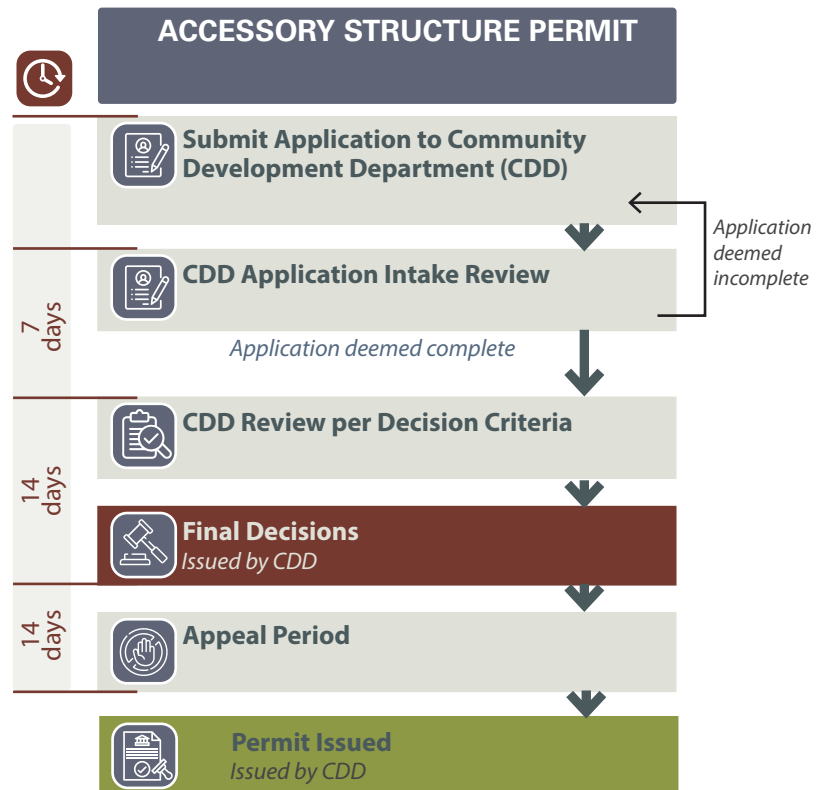 ACCESSORY STRUCTURE PERMIT
Submit Application to Community
Development Department (CDD)
Application
deemed
incomplete
CDD Application Intake Review
7
days
Application deemed complete
CDD Review per Decision Criteria
14
days
Final Decisions
Issued by CDD
14
days
Appeal Period
Permit Issued
Issued by CDD